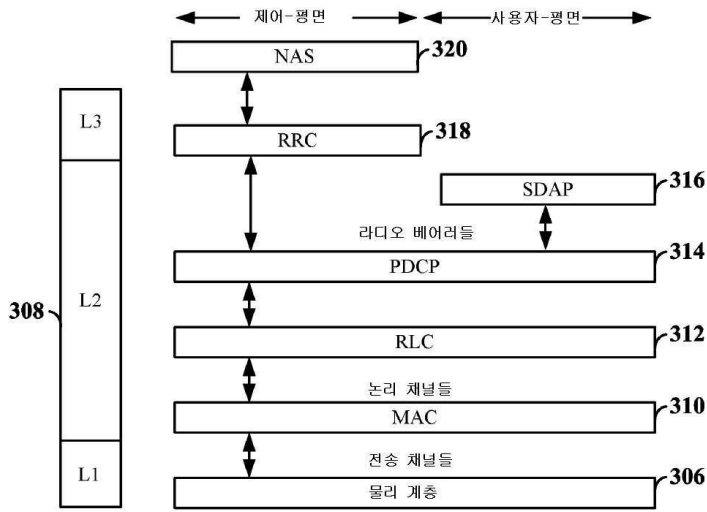 제어-평면
사용자-평면
NAS
320
L3
RRC
318
SDAP
316
라디오 베어러들
PDCP
314
308
L2
RLC
312
논리 채널들
MAC
310
전송 채널들
L1
물리 계층
306